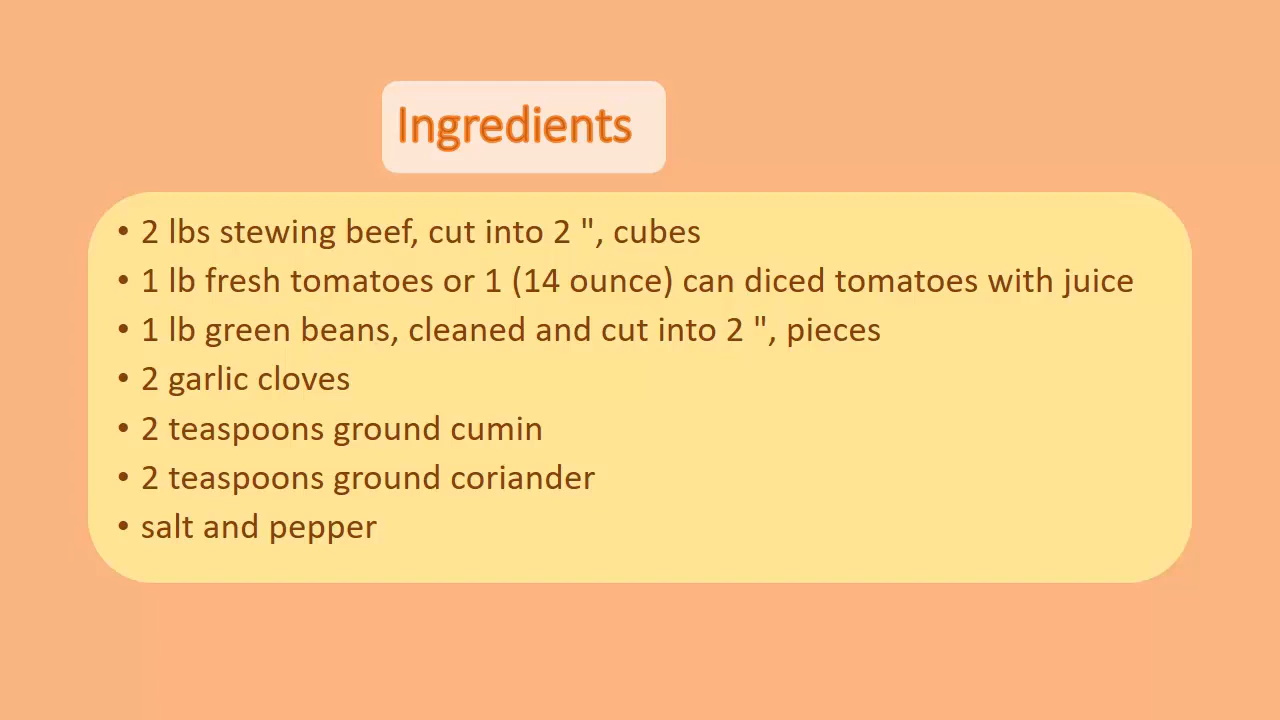 Ingredients
• 2 lbs stewing beef, cut into 2 ", cubes
• 1 lb fresh tomatoes or 1 (14 ounce) can diced tomatoes with juice
• 1 lb green beans, cleaned and cut into 2 ", pieces
• 2 garlic cloves
• 2 teaspoons ground cumin
• 2 teaspoons ground coriander
• salt and pepper